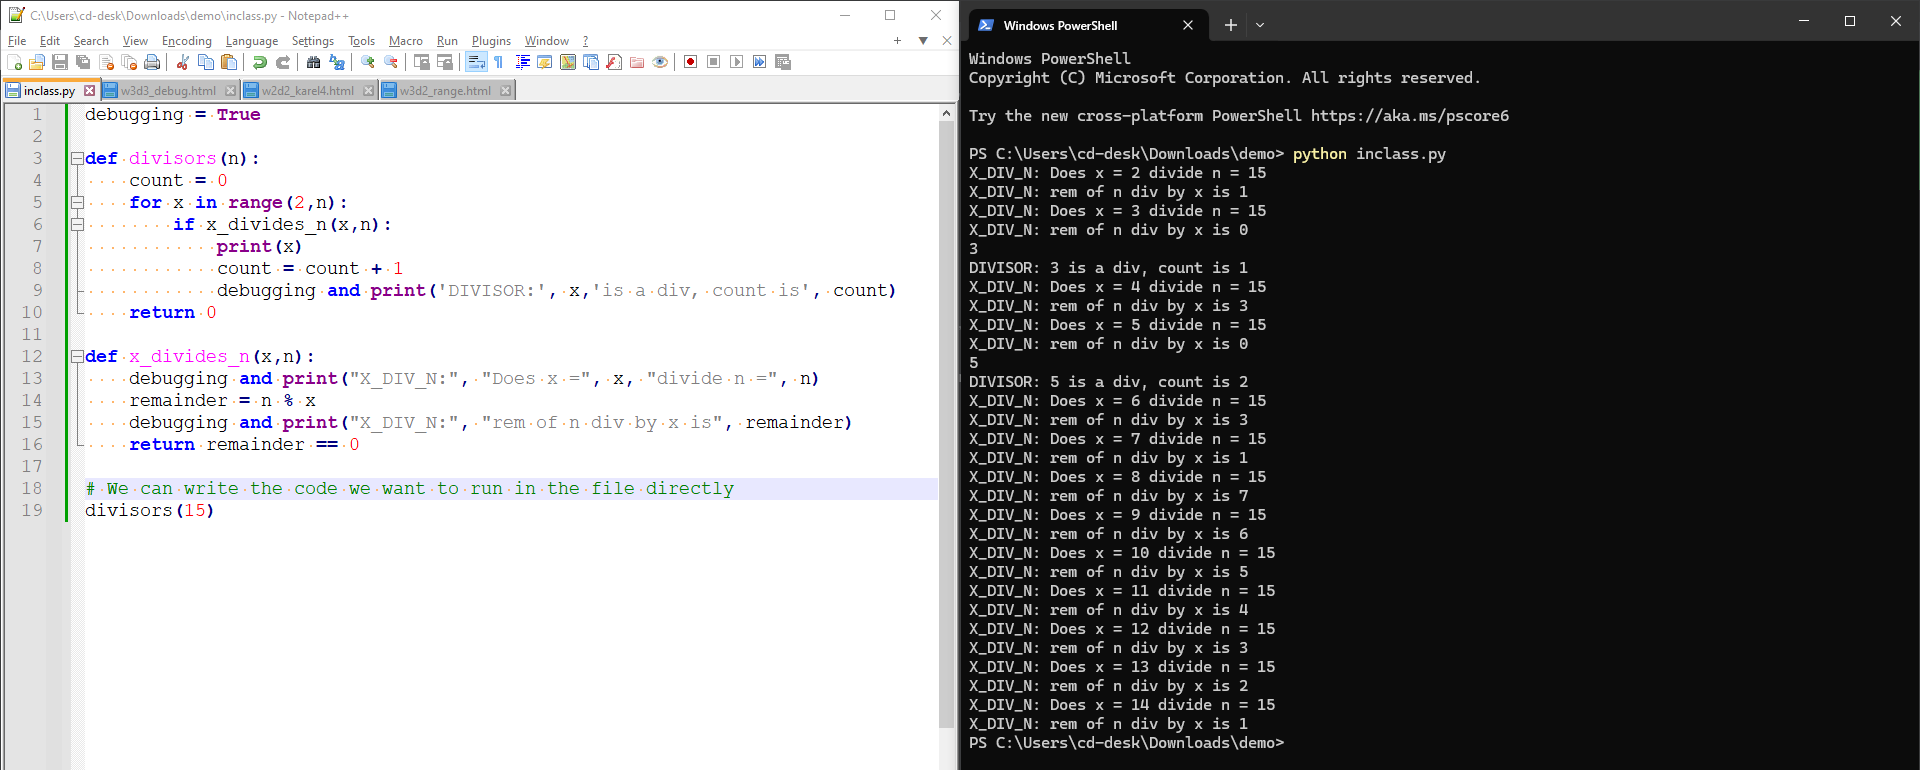 C:\Users\cd-desk\Downloads\demo\inclass.py - Notepad++
File Edit Search View Encoding Language Settings Tools Macro Run Plugins Window ?
inclass.py w3d3_debug.html w2d2_karel4.html w3d2_range.html
1 debugging = True
2
3 def divisors(n):
4 count = 0
5 for x in range(2,n):
6 if x_divides_n(x,n):
7 print(x)
8 count = count + 1
9 debugging and print('DIVISOR:', x,'is a div, count is', count)
10 return 0
11
12 def x_divides_n(x,n):
13 debugging and print("X_DIV_N:", "Does x =", x, "divide n =", n)
14 remainder = n % x
15 debugging and print("X_DIV_N:", "rem of n div by x is", remainder)
16 return remainder == 0
17
18 # We can write the code we want to run in the file directly
19 divisors(15)
Windows PowerShell
Windows PowerShell
Copyright (C) Microsoft Corporation. All rights reserved.
Try the new cross-platform PowerShell https://aka.ms/pscore6
PS C:\Users\cd-desk\Downloads\demo> python inclass.py
X_DIV_N: Does x = 2 divide n = 15
X_DIV_N: rem of n div by x is 1
X_DIV_N: Does x = 3 divide n = 15
X_DIV_N: rem of n div by x is 0
3
DIVISOR: 3 is a div, count is 1
X_DIV_N: Does x = 4 divide n = 15
X_DIV_N: rem of n div by x is 3
X_DIV_N: Does x = 5 divide n = 15
X_DIV_N: rem of n div by x is 0
5
DIVISOR: 5 is a div, count is 2
X_DIV_N: Does x = 6 divide n = 15
X_DIV_N: rem of n div by x is 3
X_DIV_N: Does x = 7 divide n = 15
X_DIV_N: rem of n div by x is 1
X_DIV_N: Does x = 8 divide n = 15
X_DIV_N: rem of n div by x is 7
X_DIV_N: Does x = 9 divide n = 15
X_DIV_N: rem of n div by x is 6
X_DIV_N: Does x = 10 divide n = 15
X_DIV_N: rem of n div by x is 5
X_DIV_N: Does x = 11 divide n = 15
X_DIV_N: rem of n div by x is 4
X_DIV_N: Does x = 12 divide n = 15
X_DIV_N: rem of n div by x is 3
X_DIV_N: Does x = 13 divide n = 15
X_DIV_N: rem of n div by x is 2
X_DIV_N: Does x = 14 divide n = 15
X_DIV_N: rem of n div by x is 1
PS C:\Users\cd-desk\Downloads\demo>